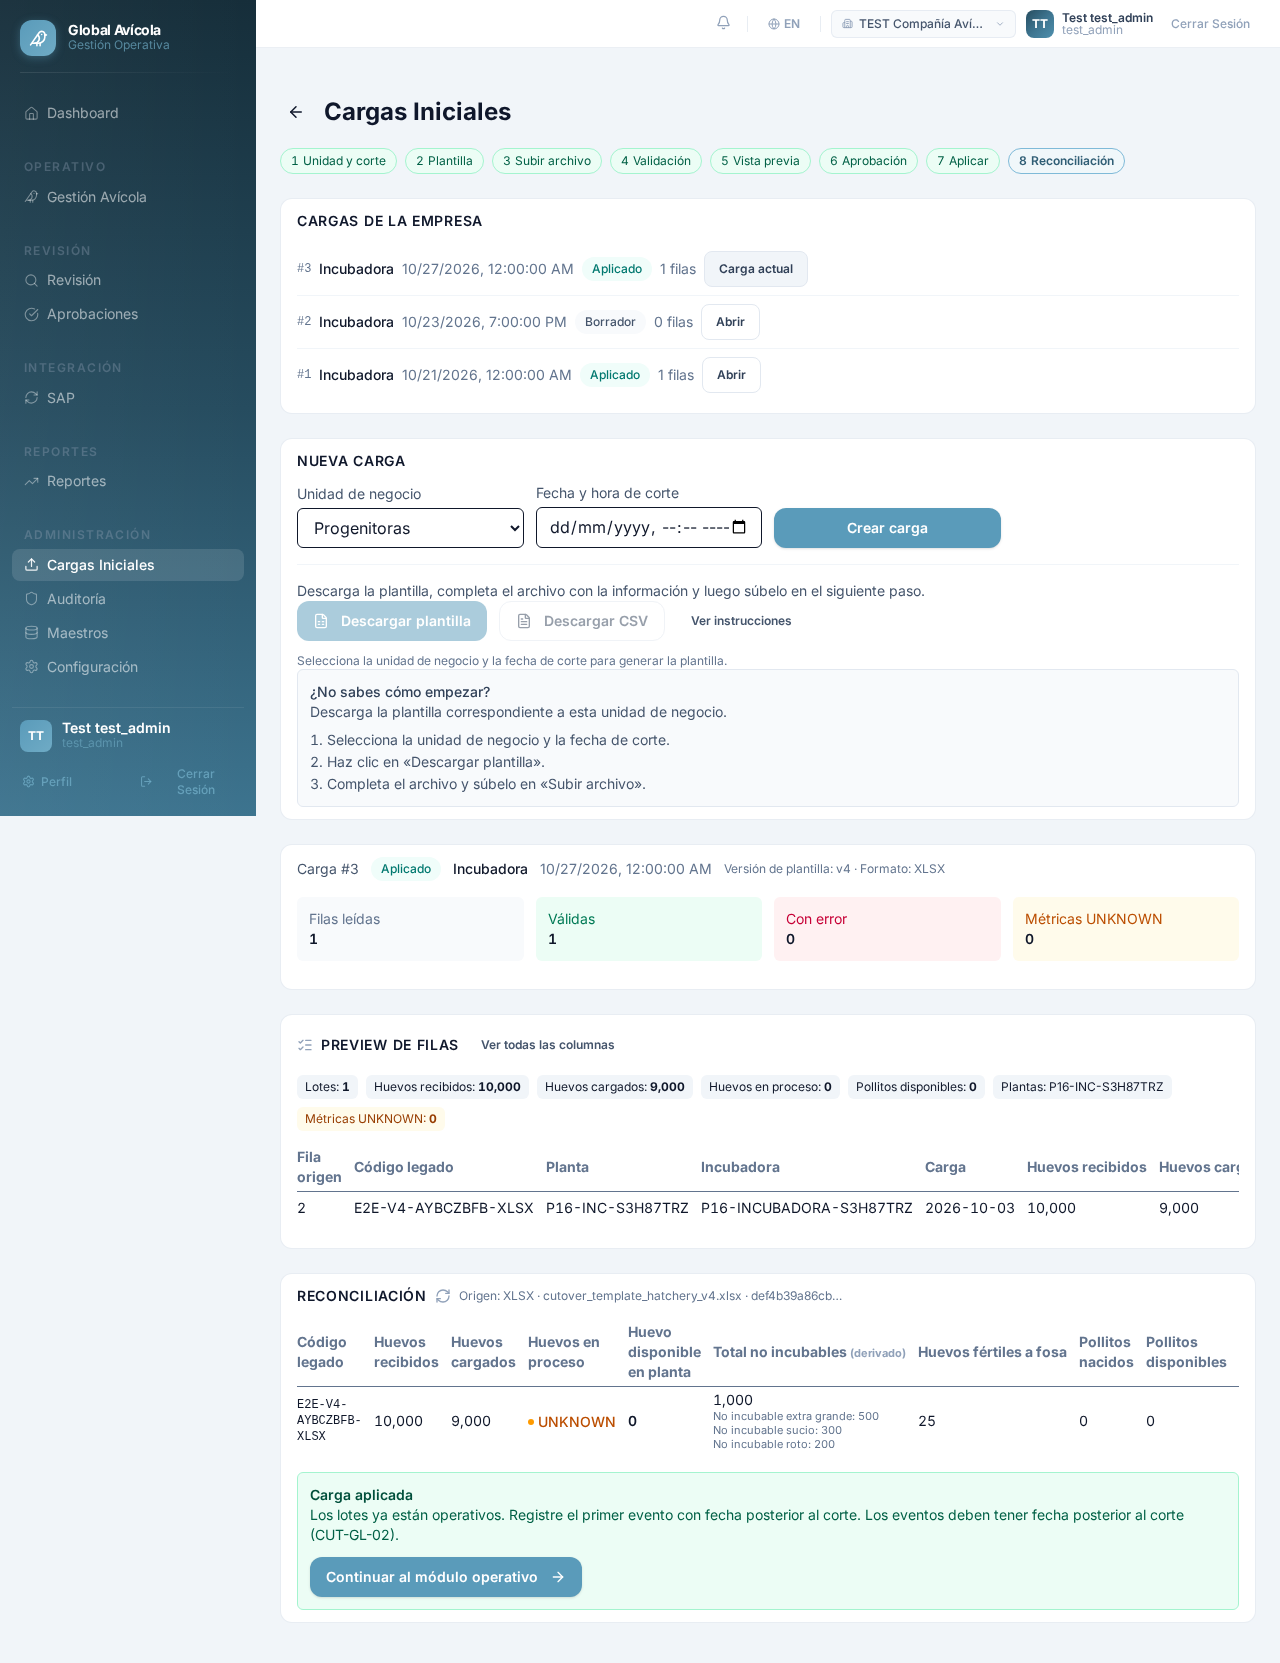 Global Avícola
Gestión Operativa
EN
TEST Compañía Aví...
TT
Test test_admin
test_admin
Cerrar Sesión
Dashboard
OPERATIVO
Gestión Avícola
REVISIÓN
Revisión
Aprobaciones
INTEGRACIÓN
SAP
REPORTES
Reportes
ADMINISTRACIÓN
Cargas Iniciales
Auditoría
Maestros
Configuración
TT
Test test_admin
test_admin
Perfil
Cerrar
Sesión
Cargas Iniciales
1 Unidad y corte
2 Plantilla
3 Subir archivo
4 Validación
5 Vista previa
6 Aprobación
7 Aplicar
8 Reconciliación
CARGAS DE LA EMPRESA
#3 Incubadora 10/27/2026, 12:00:00 AM Aplicado 1 filas Carga actual
#2 Incubadora 10/23/2026, 7:00:00 PM Borrador 0 filas Abrir
#1 Incubadora 10/21/2026, 12:00:00 AM Aplicado 1 filas Abrir
NUEVA CARGA
Unidad de negocio
Fecha y hora de corte
Progenitoras
dd/mm/yyyy, --:-- ----
Crear carga
Descarga la plantilla, completa el archivo con la información y luego súbelo en el siguiente paso.
Descargar plantilla
Descargar CSV
Ver instrucciones
Selecciona la unidad de negocio y la fecha de corte para generar la plantilla.
¿No sabes cómo empezar?
Descarga la plantilla correspondiente a esta unidad de negocio.
1. Selecciona la unidad de negocio y la fecha de corte.
2. Haz clic en «Descargar plantilla».
3. Completa el archivo y súbelo en «Subir archivo».
Carga #3 Aplicado Incubadora 10/27/2026, 12:00:00 AM Versión de plantilla: v4 · Formato: XLSX
Filas leídas
1
Válidas
1
Con error
0
Métricas UNKNOWN
0
PREVIEW DE FILAS
Ver todas las columnas
Lotes: 1
Huevos recibidos: 10,000
Huevos cargados: 9,000
Huevos en proceso: 0
Pollitos disponibles: 0
Plantas: P16-INC-S3H87TRZ
Métricas UNKNOWN: 0
Fila origen
Código legado
Planta
Incubadora
Carga
Huevos recibidos
Huevos carg
2 E2E-V4-AYBCZBFB-XLSX P16-INC-S3H87TRZ P16-INCUBADORA-S3H87TRZ 2026-10-03 10,000 9,000
RECONCILIACIÓN
Origen: XLSX · cutover_template_hatchery_v4.xlsx · def4b39a86cb...
Código legado
Huevos recibidos
Huevos cargados
Huevos en proceso
Huevo disponible en planta
Total no incubables (derivado)
Huevos fértiles a fosa
Pollitos nacidos
Pollitos disponibles
E2E-V4-
AYBCZBFB-
XLSX
10,000
9,000
UNKNOWN
0
1,000
No incubable extra grande: 500
No incubable sucio: 300
No incubable roto: 200
25
0
0
Carga aplicada
Los lotes ya están operativos. Registre el primer evento con fecha posterior al corte. Los eventos deben tener fecha posterior al corte
(CUT-GL-02).
Continuar al módulo operativo